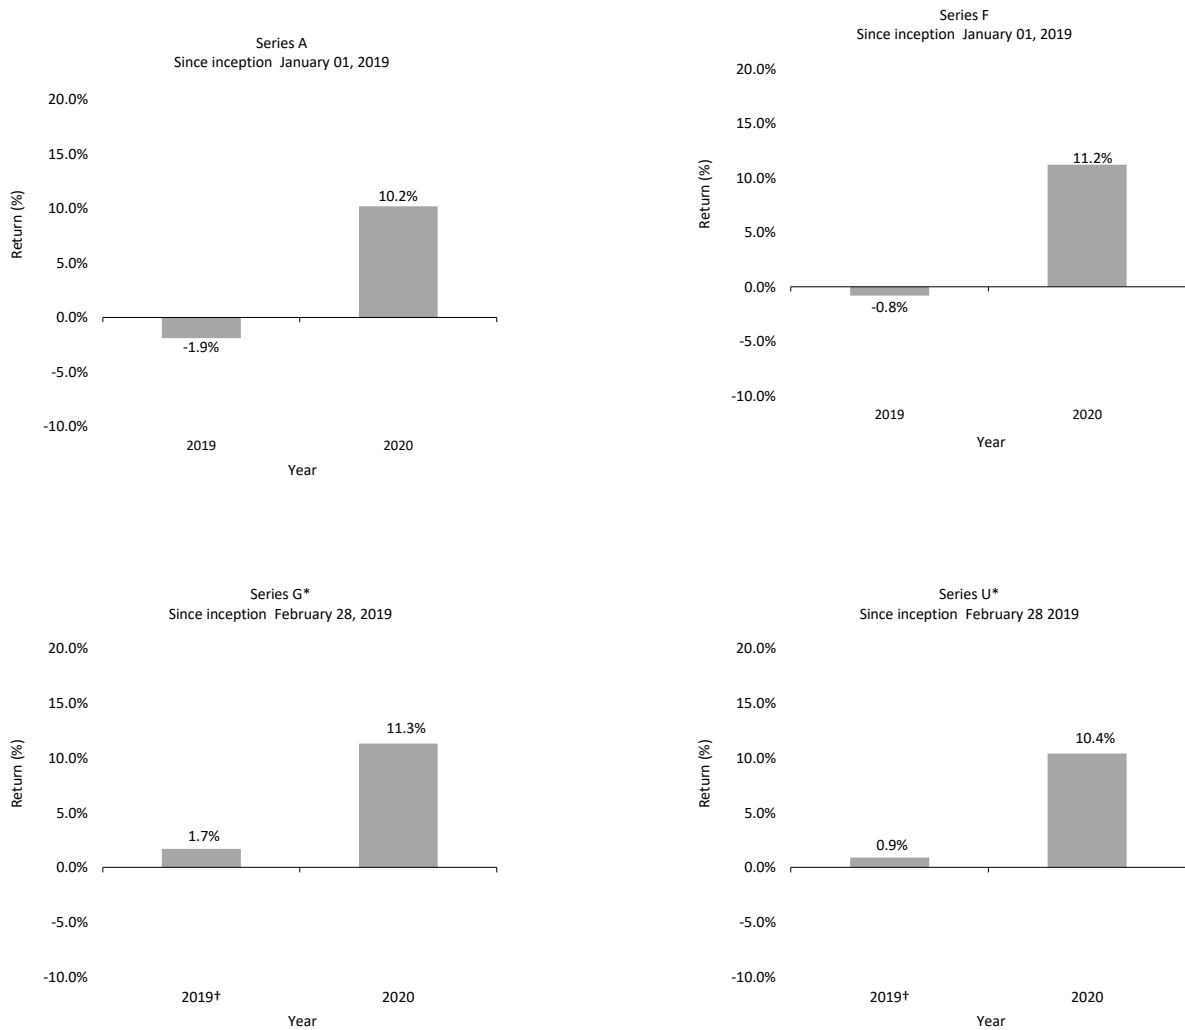 Series A
Since inception  January 01, 2019
20.0%
15.0%
10.0%
5.0%
0.0%
-5.0%
-10.0%
Return (%)
-1.9%
10.2%
2019
2020
Year
Series F
Since inception  January 01, 2019
20.0%
15.0%
10.0%
5.0%
0.0%
-5.0%
-10.0%
Return (%)
-0.8%
11.2%
2019
2020
Year
Series G*
Since inception  February 28, 2019
20.0%
15.0%
10.0%
5.0%
0.0%
-5.0%
-10.0%
Return (%)
1.7%
11.3%
2019†
2020
Year
Series U*
Since inception  February 28 2019
20.0%
15.0%
10.0%
5.0%
0.0%
-5.0%
-10.0%
Return (%)
0.9%
10.4%
2019†
2020
Year